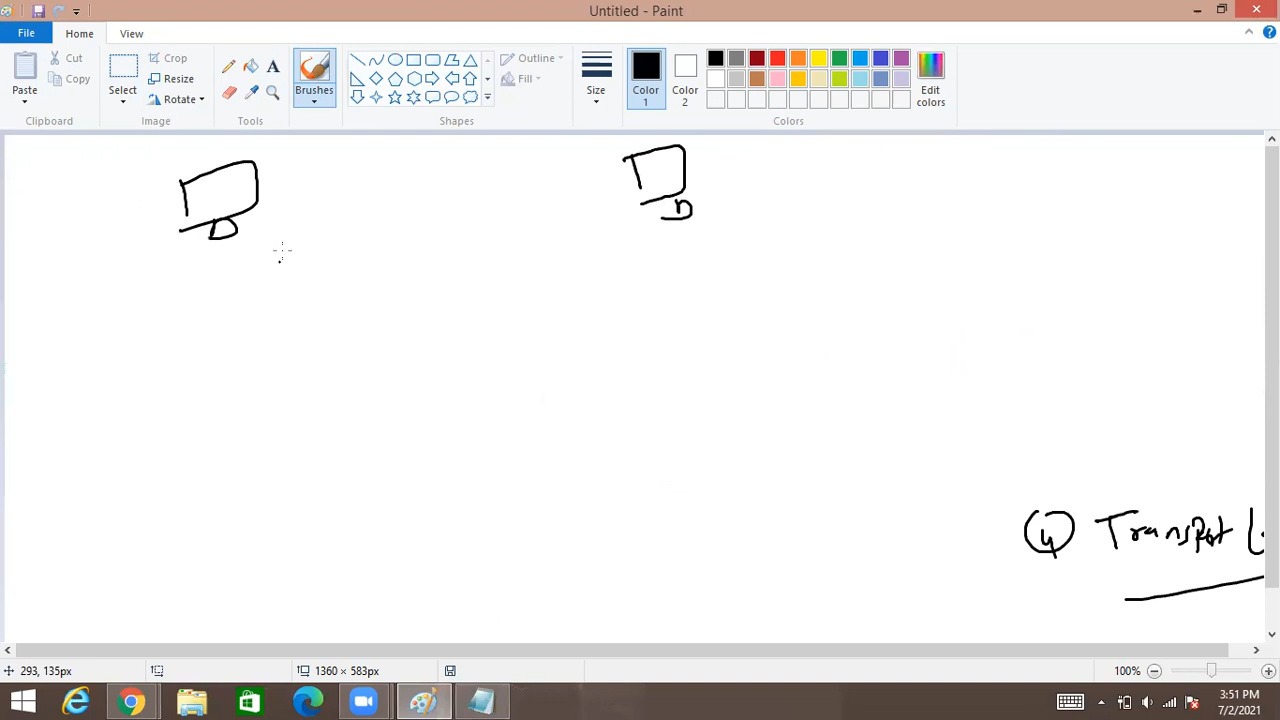 Untitled - Paint
File Home View
Paste
Cut
Copy
Clipboard
Select
Crop
Resize
Rotate
Image
A
Tools
Brushes
Shapes
Outline
Fill
Size
Color 1
Color 2
Edit colors
Colors
4 Transport
293, 135px
1360 × 583px
100%
3:51 PM
7/2/2021